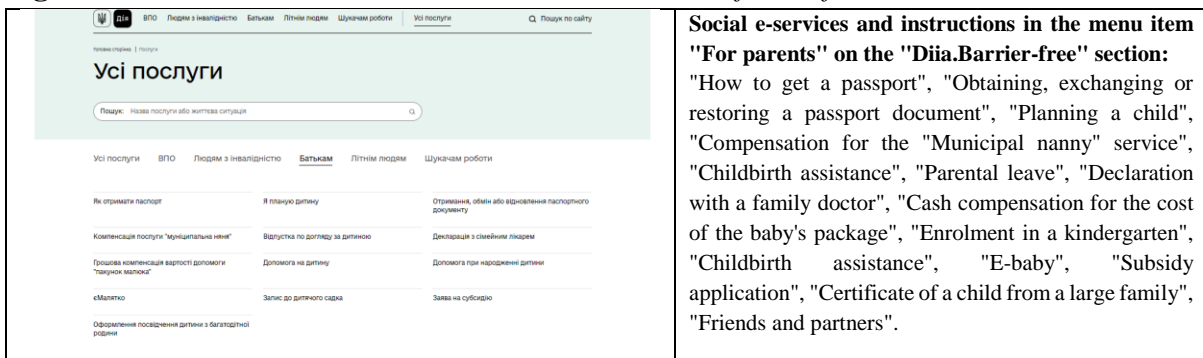 Дія
ВПО Людям з інвалідністю Батькам Літнім людям Шукачам роботи Усі послуги Пошук по сайту
Головна сторінка | Послуги
Усі послуги
Пошук: Назва послуги або життєва ситуація
Усі послуги ВПО Людям з інвалідністю Батькам Літнім людям Шукачам роботи
Як отримати паспорт
Я планую дитину
Отримання, обмін або відновлення паспортного
документу
Компенсація послуги "муніципальна няня"
Відпустка по догляду за дитиною
Декларація з сімейним лікарем
Грошова компенсація вартості допомоги
"пакунок малюка"
Допомога на дитину
Допомога при народженні дитини
єМалятко
Запис до дитячого садка
Заява на субсидію
Оформлення посвідчення дитини з багатодітної
родини
Social e-services and instructions in the menu item
"For parents" on the "Diia.Barrier-free" section:
"How to get a passport", "Obtaining, exchanging or
restoring a passport document", "Planning a child",
"Compensation for the "Municipal nanny" service",
"Childbirth assistance", "Parental leave", "Declaration
with a family doctor", "Cash compensation for the cost
of the baby's package", "Enrolment in a kindergarten",
"Childbirth assistance", "E-baby", "Subsidy
application", "Certificate of a child from a large family",
"Friends and partners".